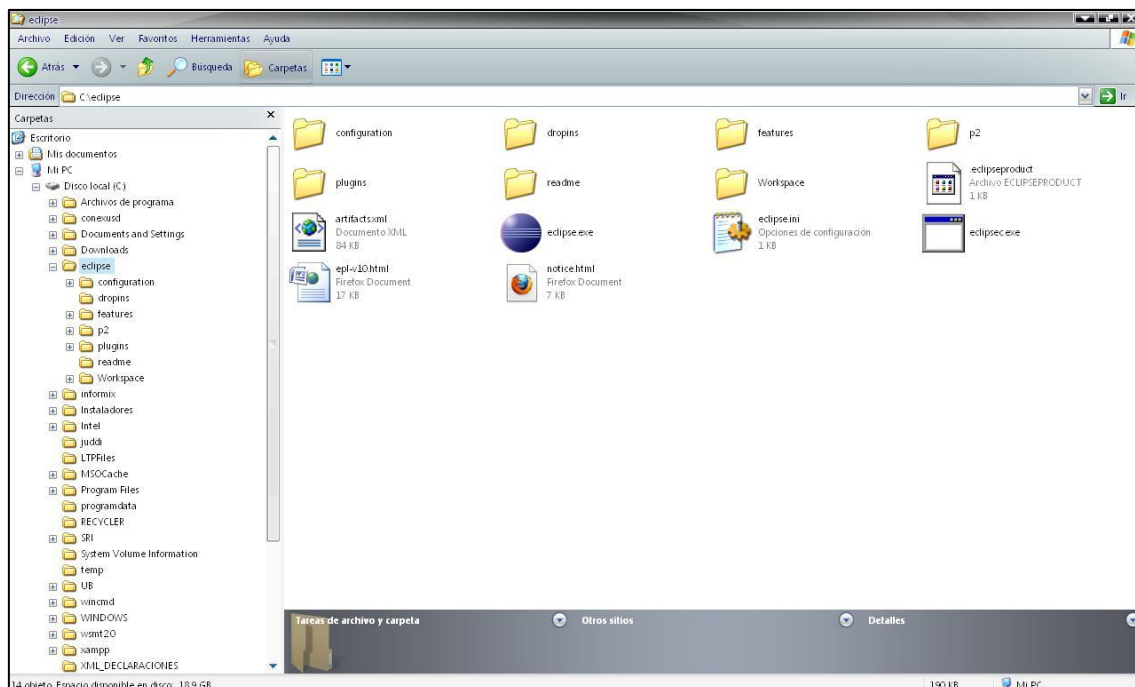 eclipse
Archivo Edición Ver Favoritos Herramientas Ayuda
Atrás Búsqueda Carpetas
Dirección C:\eclipse Ir
Carpetas
Escritorio
Mis documentos
Mi PC
Disco local (C)
Archivos de programa
conexusd
Documents and Settings
Downloads
eclipse
configuration
dropins
features
p2
plugins
readme
Workspace
informix
Instaladores
Intel
juddi
LTPFiles
MSOCache
Program Files
programdata
RECYCLER
SRI
System Volume Information
temp
UB
wincmd
WINDOWS
wsmt20
xampp
XML_DECLARACIONES
configuration
dropins
features
p2
plugins
readme
Workspace
.eclipseproduct
Archivo ECLIPSEPRODUCT
1 KB
artifacts.xml
Documento XML
84 KB
eclipse.exe
eclipse.ini
Opciones de configuración
1 KB
eclipsec.exe
epl-v10.html
Firefox Document
17 KB
notice.html
Firefox Document
7 KB
Tareas de archivo y carpeta Otros sitios Detalles
14 objeto Espacio disponible en disco: 18,9 GB 190 KB Mi PC